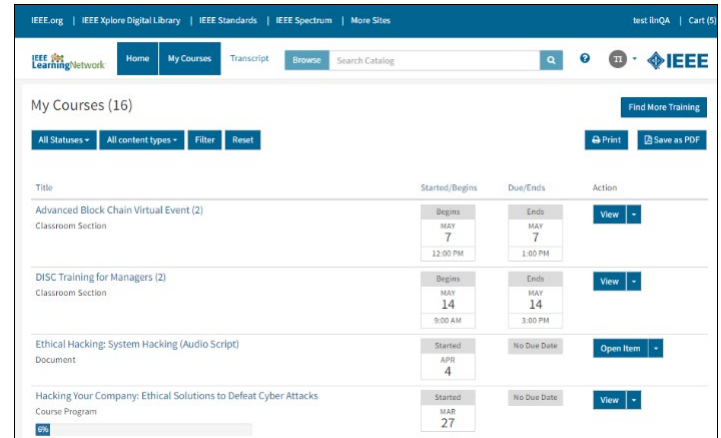 IEEE.org | IEEE Xplore Digital Library | IEEE Standards | IEEE Spectrum | More Sites
test ilnQA | Cart (5)
IEEE
LearningNetwork
Home
My Courses
Transcript
Browse
Search Catalog
TI
IEEE
My Courses (16)
Find More Training
All Statuses
All content types
Filter
Reset
Print
Save as PDF
Title
Started/Begins
Due/Ends
Action
Advanced Block Chain Virtual Event (2)
Classroom Section
Begins
MAY
7
12:00 PM
Ends
MAY
7
1:00 PM
View
DISC Training for Managers (2)
Classroom Section
Begins
MAY
14
9:00 AM
Ends
MAY
14
3:00 PM
View
Ethical Hacking: System Hacking (Audio Script)
Document
Started
APR
4
No Due Date
Open Item
Hacking Your Company: Ethical Solutions to Defeat Cyber Attacks
Course Program
6%
Started
MAR
27
No Due Date
View